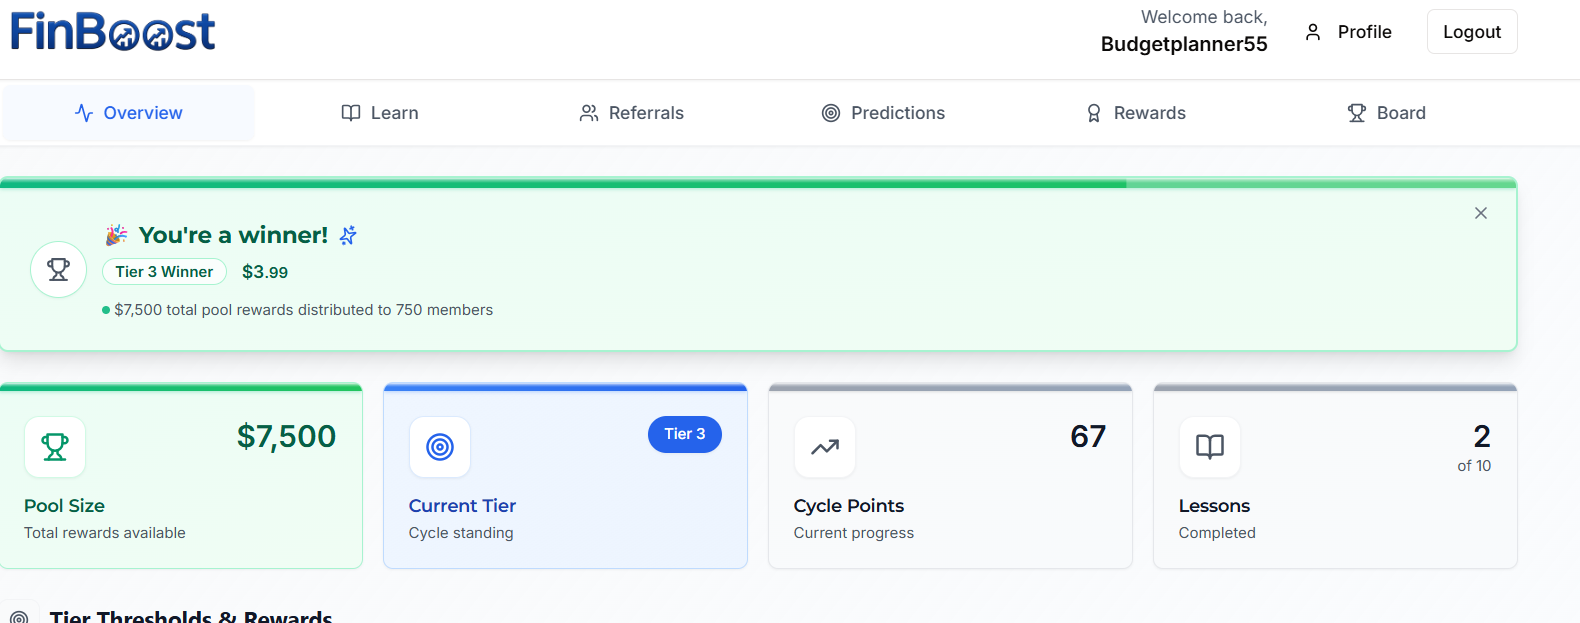 FinBoost
Welcome back,
Budgetplanner55
Profile
Logout
Overview
Learn
Referrals
Predictions
Rewards
Board
🎉 You're a winner!
Tier 3 Winner
$3.99
$7,500 total pool rewards distributed to 750 members
$7,500
Pool Size
Total rewards available
Tier 3
Current Tier
Cycle standing
67
Cycle Points
Current progress
2
of 10
Lessons
Completed
Tier Thresholds & Rewards